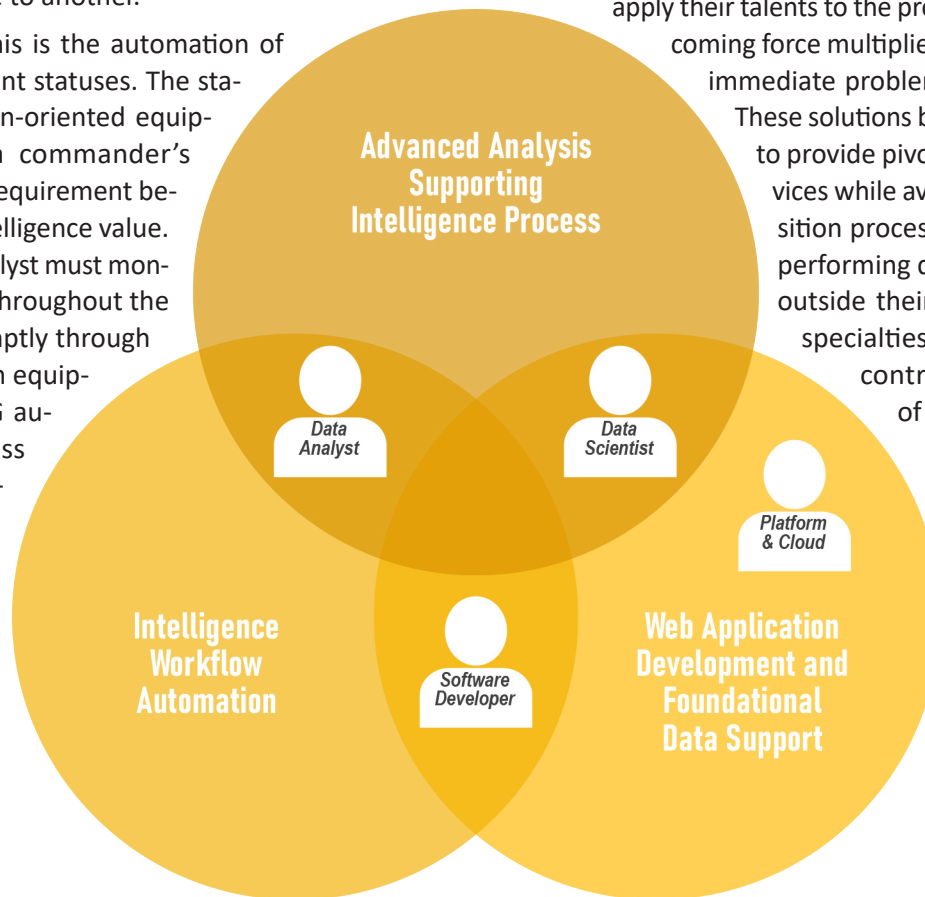 to another.
his is the automation of
nt statuses. The sta-
n-oriented equip-
commander's
equirement be-
elligence value.
lyst must mon-
hroughout the
ptly through
equip-
au-
ss
-
apply their talents to the pro
coming force multiplie
immediate problem
These solutions b
to provide pivo
vices while av
sition proces
performing
outside their
specialties
contr
of
Advanced Analysis
Supporting
Intelligence Process
Data
Analyst
Data
Scientist
Platform
& Cloud
Intelligence
Workflow
Automation
Software
Developer
Web Application
Development and
Foundational
Data Support